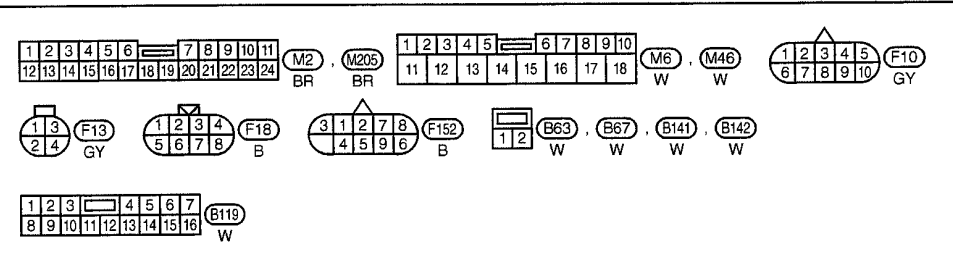 1 2 3 4 5 6 7 8 9 10 11
12 13 14 15 16 17 18 19 20 21 22 23 24
M2 , M205
BR BR
1 2 3 4 5 6 7 8 9 10
11 12 13 14 15 16 17 18
M6 , M46
W W
1 2 3 4 5
6 7 8 9 10
F10
GY
1 3
2 4
F13
GY
1 2 3 4
5 6 7 8
F18
B
3 1 2 7 8
4 5 9 6
F152
B
1 2
B63 , B67 , B141 , B142
W W W W
1 2 3 4 5 6 7
8 9 10 11 12 13 14 15 16
B119
W